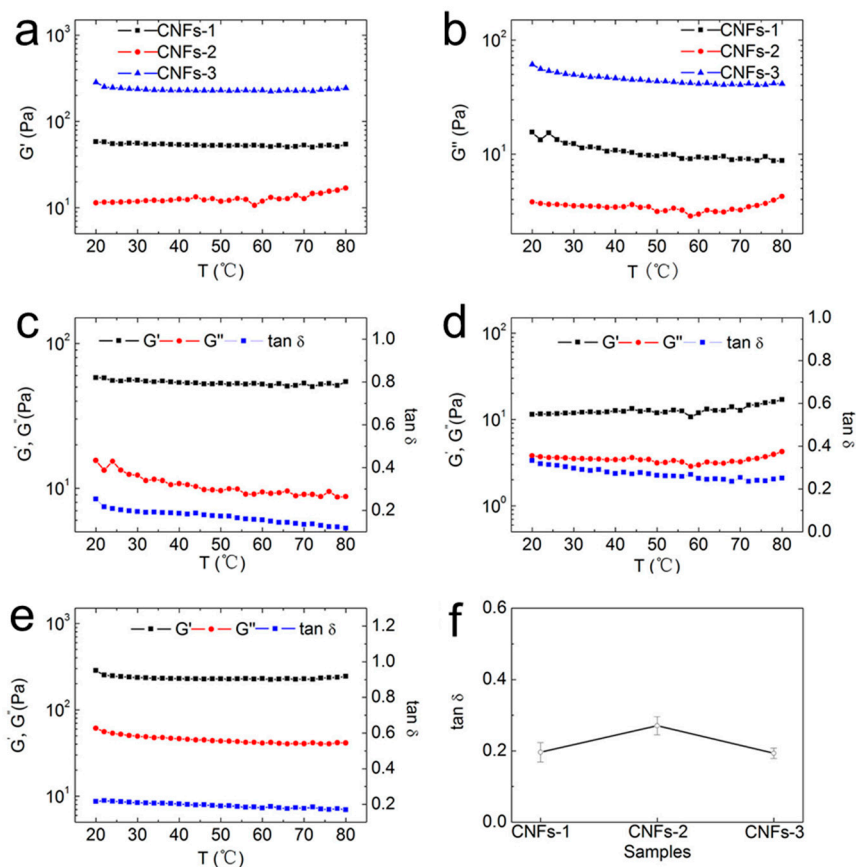 a
CNFs-1
CNFs-2
CNFs-3
10³
10²
10¹
G' (Pa)
20 30 40 50 60 70 80
T (℃)
b
CNFs-1
CNFs-2
CNFs-3
10²
10¹
G'' (Pa)
20 30 40 50 60 70 80
T (℃)
c
G' G'' tan δ
10²
10¹
G', G''(Pa)
1.0
0.8
0.6
0.4
0.2
tan δ
20 30 40 50 60 70 80
T (℃)
d
G' G'' tan δ
10²
10¹
10⁰
G', G''(Pa)
1.0
0.8
0.6
0.4
0.2
0.0
tan δ
20 30 40 50 60 70 80
T (℃)
e
G' G'' tan δ
10³
10²
10¹
G', G''(Pa)
1.2
1.0
0.8
0.6
0.4
0.2
tan δ
20 30 40 50 60 70 80
T (℃)
f
0.6
0.4
0.2
0.0
tan δ
CNFs-1 CNFs-2 CNFs-3
Samples